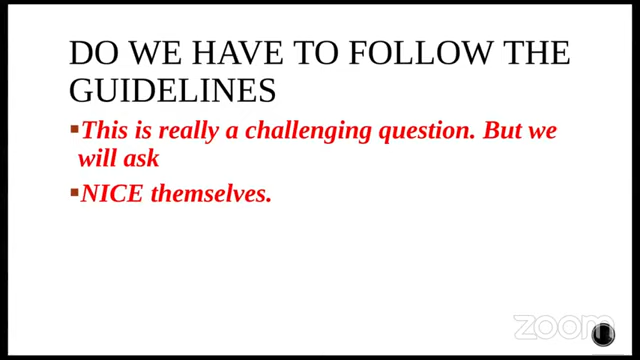 DO WE HAVE TO FOLLOW THE
GUIDELINES
▪This is really a challenging question. But we
will ask
▪NICE themselves.
zoom